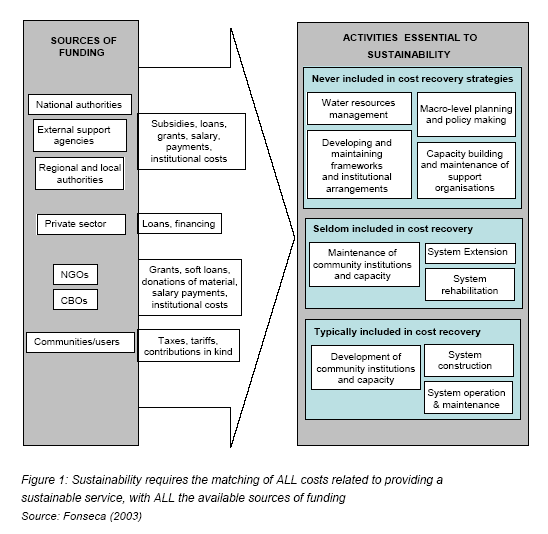 SOURCES OF
FUNDING
National authorities
External support
agencies
Regional and local
authorities
Private sector
NGOs
CBOs
Communities/users
Subsidies, loans,
grants, salary,
payments,
institutional costs
Loans, financing
Grants, soft loans,
donations of material,
salary payments,
institutional costs
Taxes, tariffs,
contributions in kind
ACTIVITIES ESSENTIAL TO
SUSTAINABILITY
Never included in cost recovery strategies
Water resources
management
Macro-level planning
and policy making
Developing and
maintaining
frameworks
and institutional
arrangements
Capacity building
and maintenance of
support
organisations
Seldom included in cost recovery
Maintenance of
community institutions
and capacity
System Extension
System
rehabilitation
Typically included in cost recovery
Development of
community institutions
and capacity
System
construction
System operation
& maintenance
Figure 1: Sustainability requires the matching of ALL costs related to providing a
sustainable service, with ALL the available sources of funding
Source: Fonseca (2003)